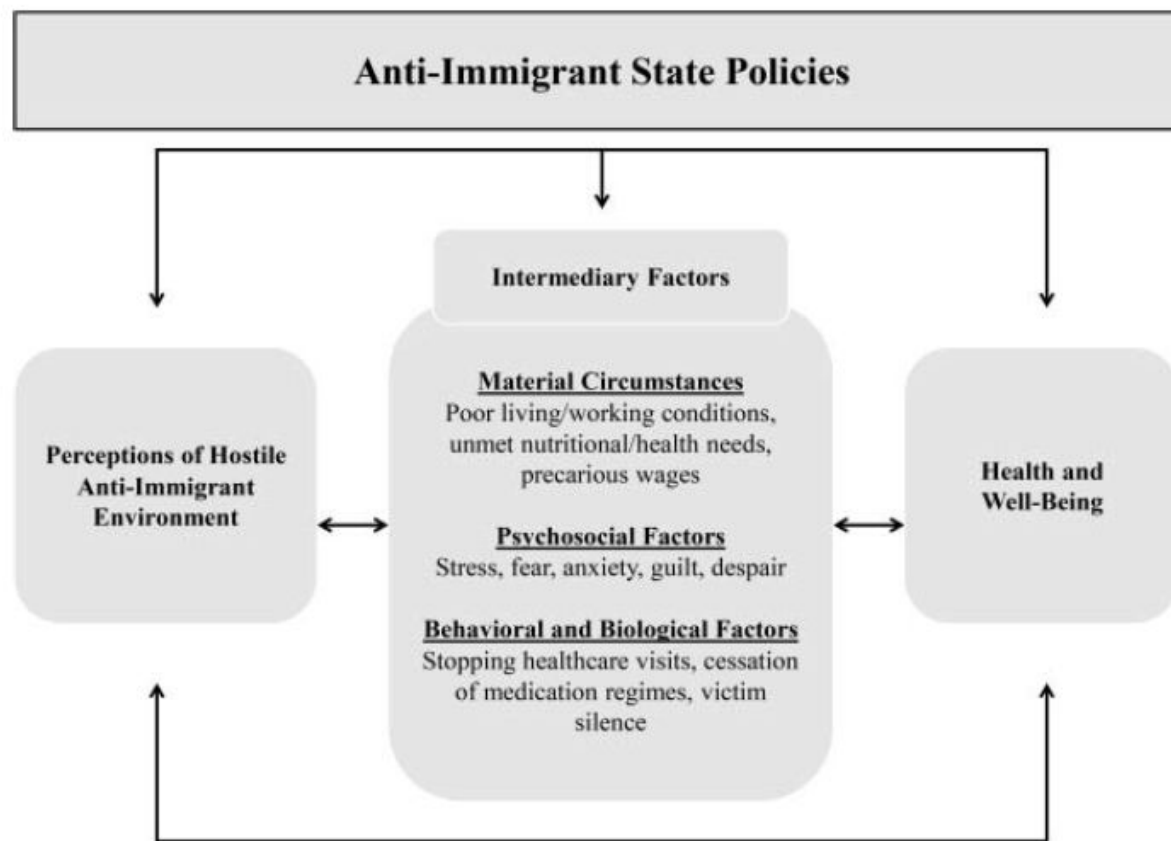 Anti-Immigrant State Policies
Intermediary Factors
Perceptions of Hostile
Anti-Immigrant
Environment
Material Circumstances
Poor living/working conditions,
unmet nutritional/health needs,
precarious wages
Psychosocial Factors
Stress, fear, anxiety, guilt, despair
Behavioral and Biological Factors
Stopping healthcare visits, cessation
of medication regimes, victim
silence
Health and
Well-Being